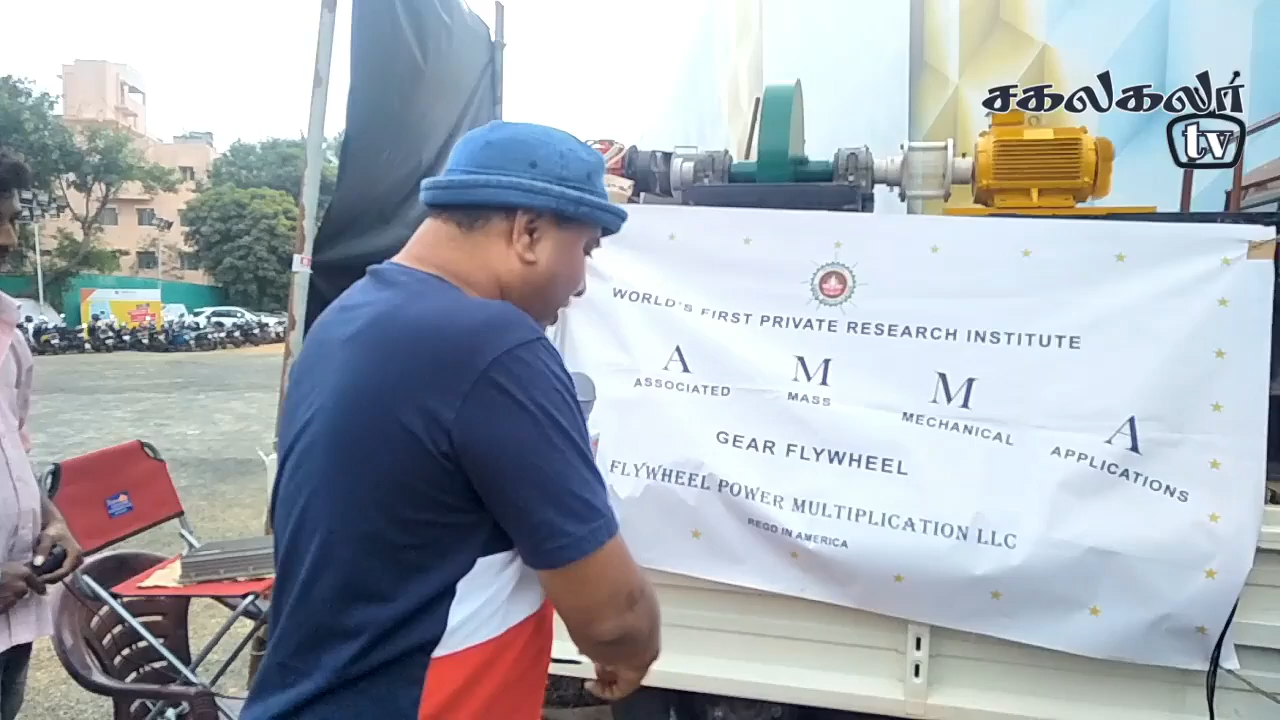 சகலகலர்
tv
WORLD'S FIRST PRIVATE RESEARCH INSTITUTE
A M M A
ASSOCIATED MASS MECHANICAL APPLICATIONS
GEAR FLYWHEEL
FLYWHEEL POWER MULTIPLICATION LLC
REGD IN AMERICA